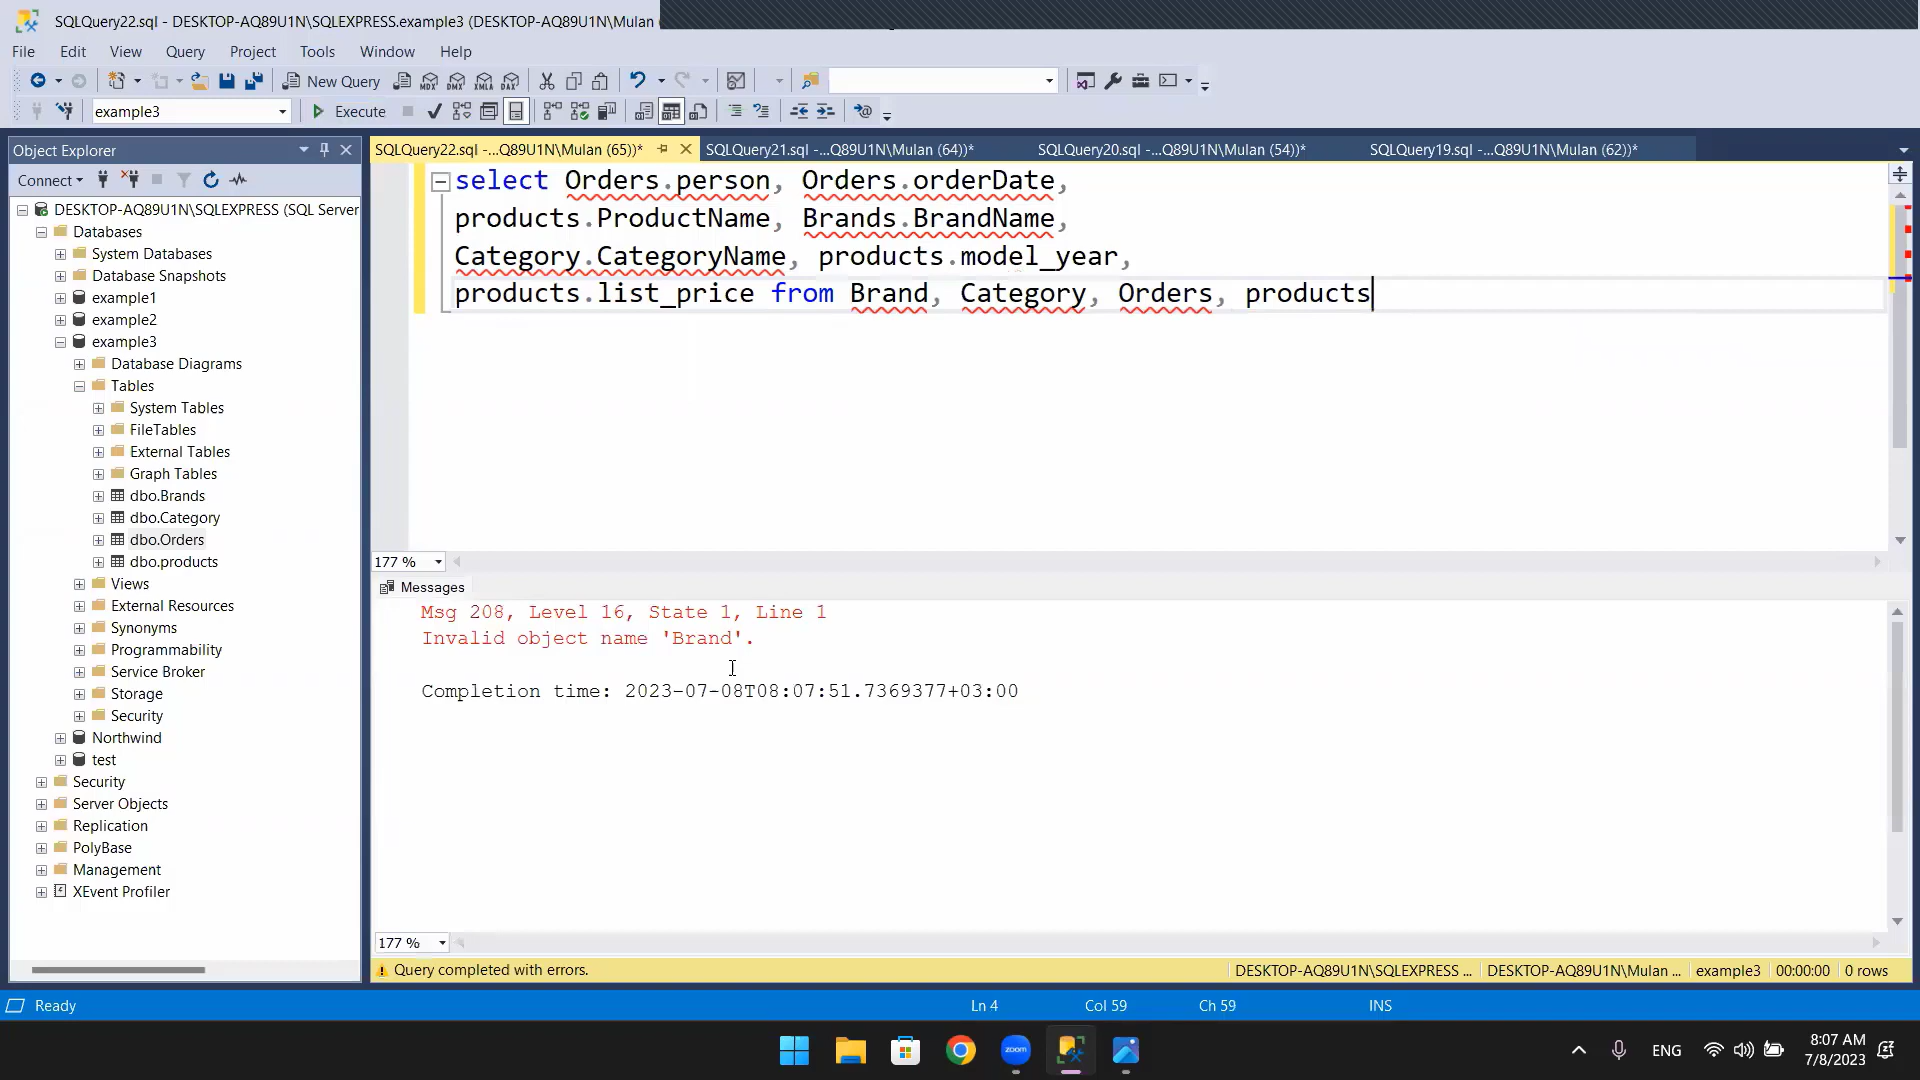 SQLQuery22.sql - DESKTOP-AQ89U1N\SQLEXPRESS.example3 (DESKTOP-AQ89U1N\Mulan (
File Edit View Query Project Tools Window Help
New Query
MDX DMX XMLA DAX
example3 Execute
Object Explorer
SQLQuery22.sql -...Q89U1N\Mulan (65))* SQLQuery21.sql -...Q89U1N\Mulan (64))* SQLQuery20.sql -...Q89U1N\Mulan (54))* SQLQuery19.sql -...Q89U1N\Mulan (62))*
Connect
DESKTOP-AQ89U1N\SQLEXPRESS (SQL Server
Databases
System Databases
Database Snapshots
example1
example2
example3
Database Diagrams
Tables
System Tables
FileTables
External Tables
Graph Tables
dbo.Brands
dbo.Category
dbo.Orders
dbo.products
Views
External Resources
Synonyms
Programmability
Service Broker
Storage
Security
Northwind
test
Security
Server Objects
Replication
PolyBase
Management
XEvent Profiler
select Orders.person, Orders.orderDate,
products.ProductName, Brands.BrandName,
Category.CategoryName, products.model_year,
products.list_price from Brand, Category, Orders, products
177 %
Messages
Msg 208, Level 16, State 1, Line 1
Invalid object name 'Brand'.
Completion time: 2023-07-08T08:07:51.7369377+03:00
177 %
Query completed with errors. DESKTOP-AQ89U1N\SQLEXPRESS ... DESKTOP-AQ89U1N\Mulan ... example3 00:00:00 0 rows
Ready Ln 4 Col 59 Ch 59 INS
zoom
ENG
8:07 AM
7/8/2023